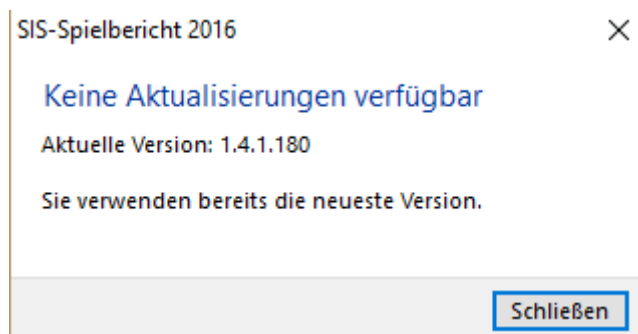 SIS-Spielbericht 2016
Keine Aktualisierungen verfügbar
Aktuelle Version: 1.4.1.180
Sie verwenden bereits die neueste Version.
Schließen